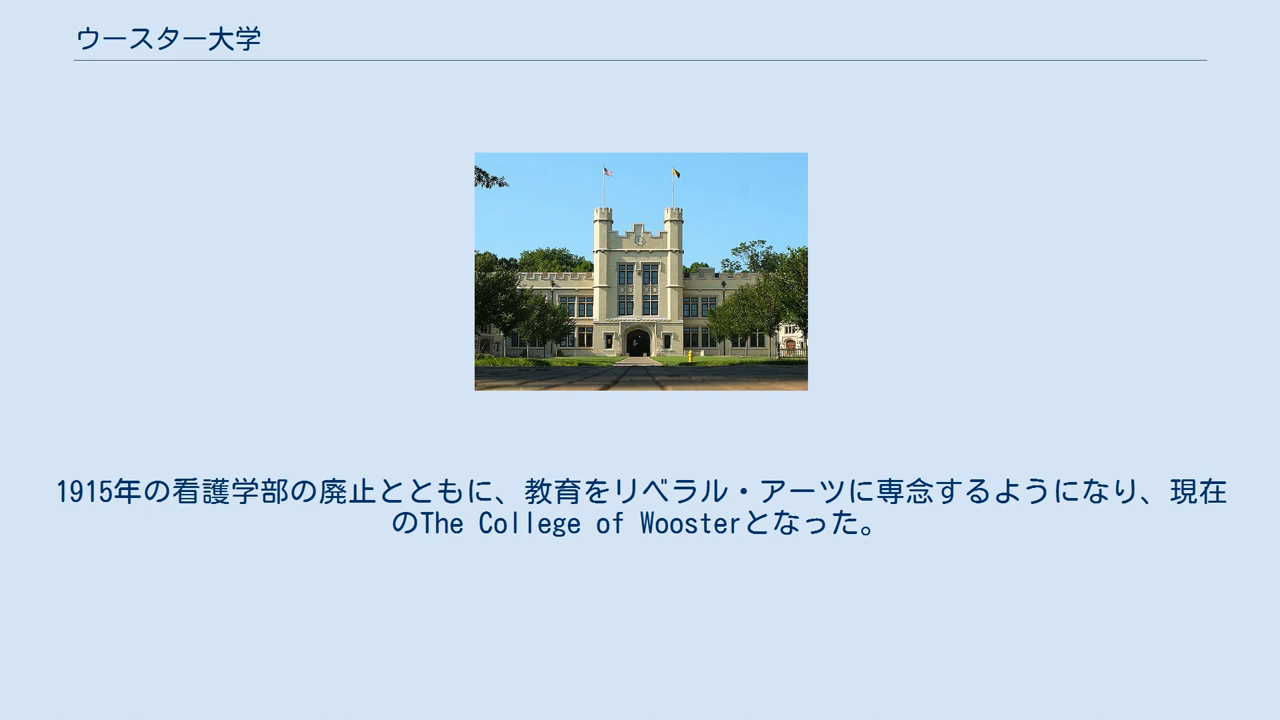 ウースター大学
1915年の看護学部の廃止とともに、教育をリベラル・アーツに専念するようになり、現在
のThe College of Woosterとなった。